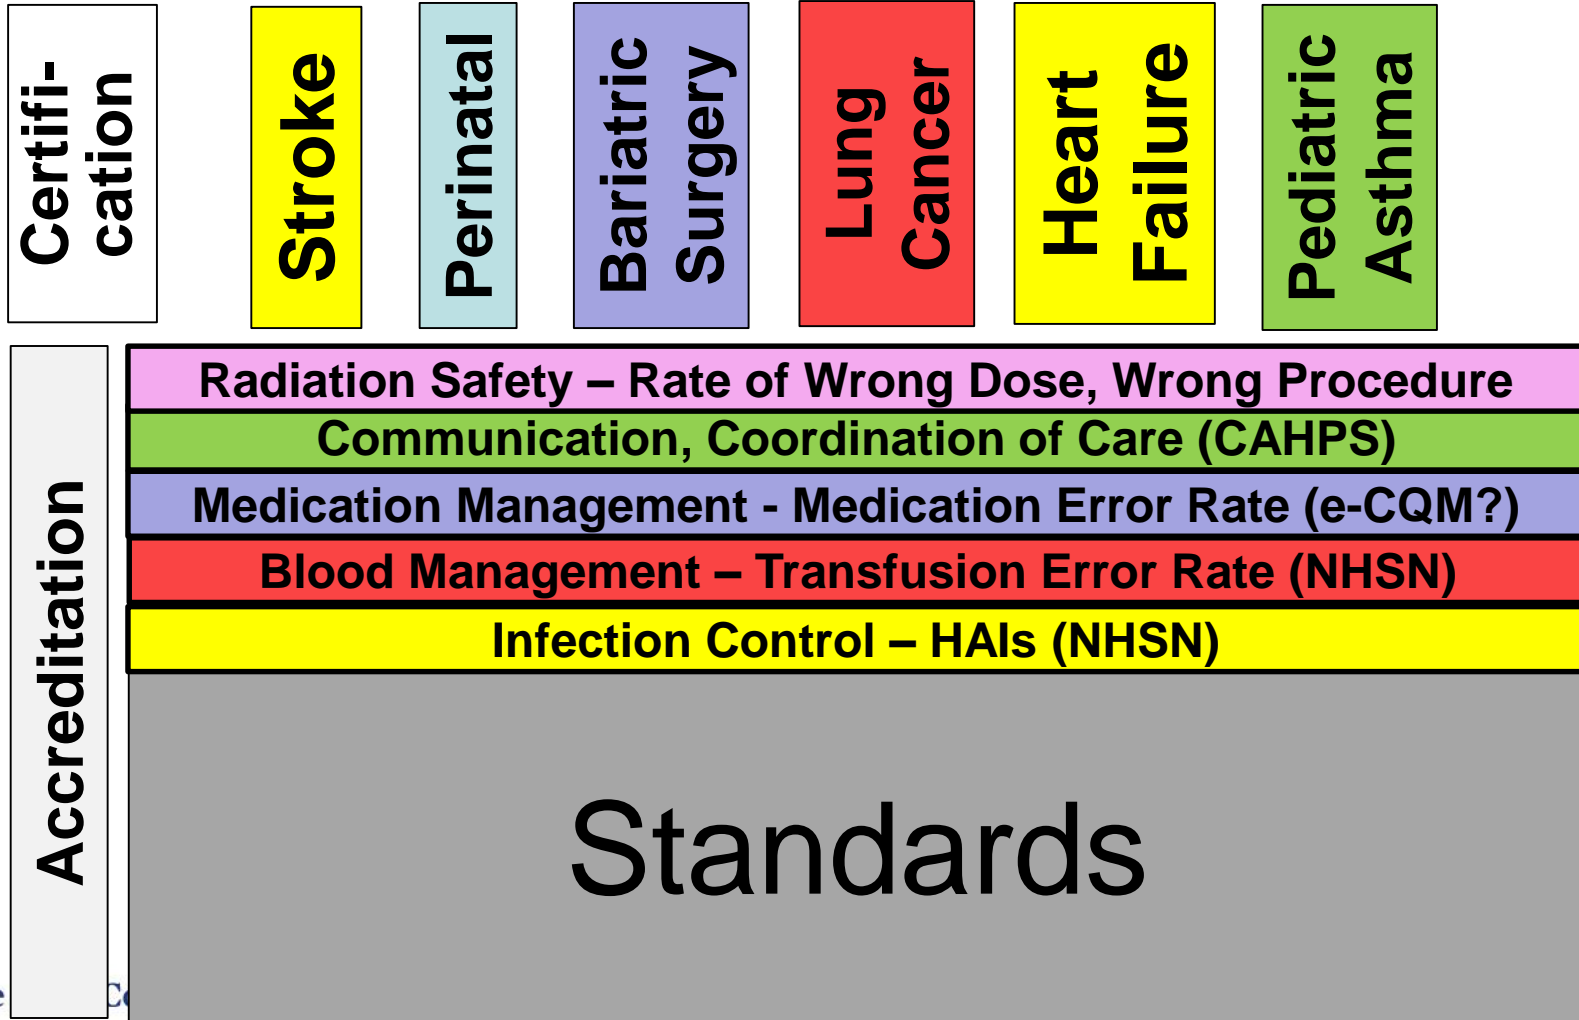 Certifi-
cation
Stroke
Perinatal
Bariatric
Surgery
Lung
Cancer
Heart
Failure
Pediatric
Asthma
Accreditation
Radiation Safety – Rate of Wrong Dose, Wrong Procedure
Communication, Coordination of Care (CAHPS)
Medication Management - Medication Error Rate (e-CQM?)
Blood Management – Transfusion Error Rate (NHSN)
Infection Control – HAIs (NHSN)
Standards